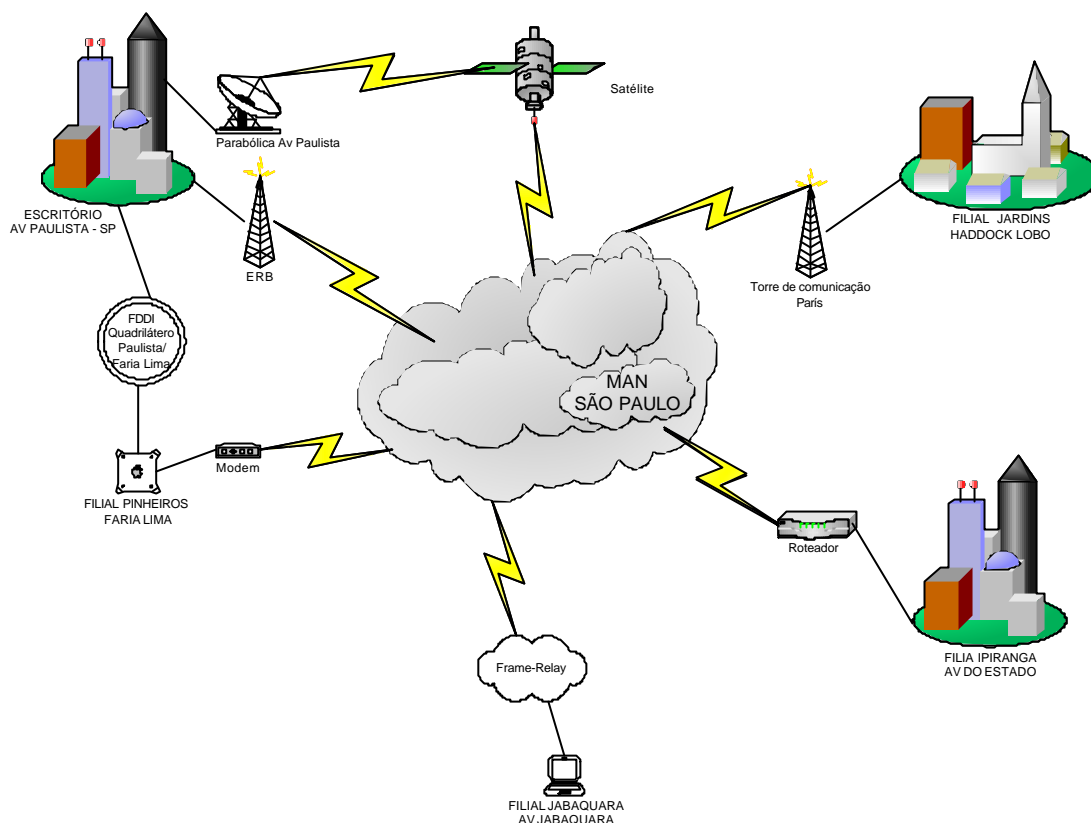 Satélite
Parabólica Av Paulista
ESCRITÓRIO
AV PAULISTA - SP
ERB
FILIAL JARDINS
HADDOCK LOBO
Torre de comunicação
París
FDDI
Quadrilátero
Paulista/
Faria Lima
MAN
SÃO PAULO
Modem
FILIAL PINHEIROS
FARIA LIMA
Roteador
Frame-Relay
FILIA IPIRANGA
AV DO ESTADO
FILIAL JABAQUARA
AV JABAQUARA